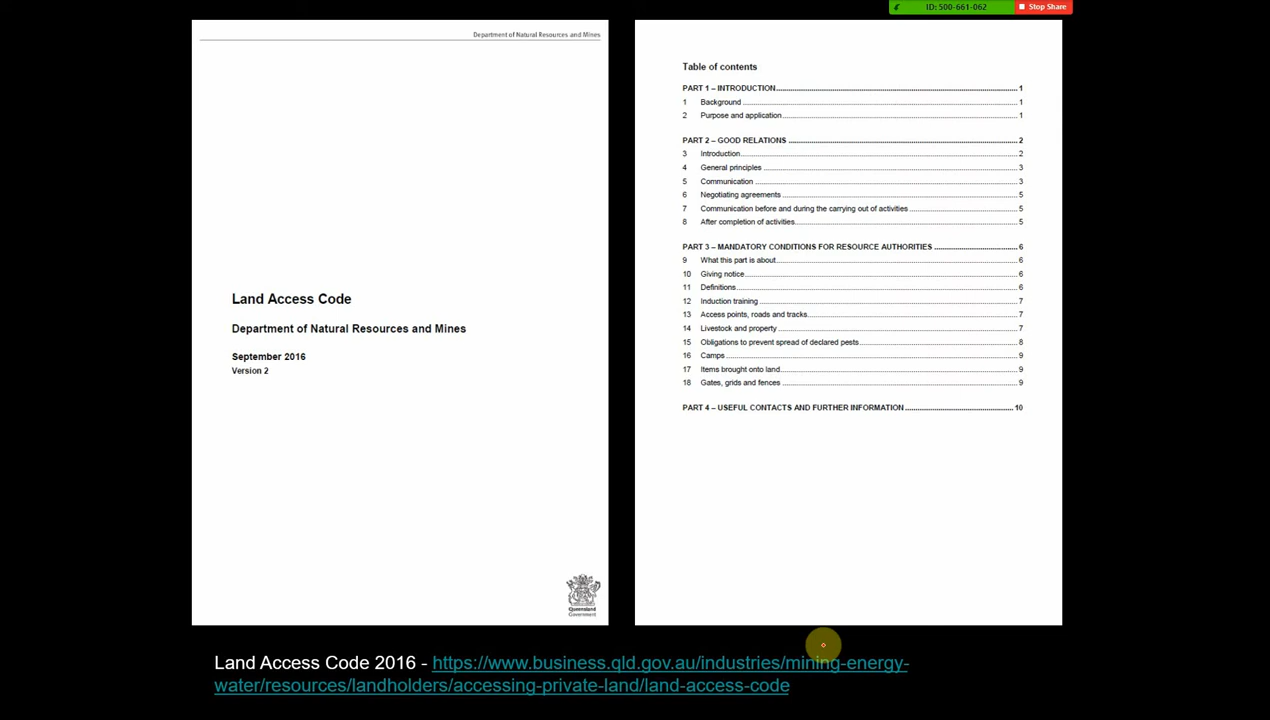 ID: 500-661-062
Stop Share
Department of Natural Resources and Mines
Land Access Code
Department of Natural Resources and Mines
September 2016
Version 2
Queensland
Government
Table of contents
PART 1 – INTRODUCTION 1
1 Background 1
2 Purpose and application 1
PART 2 – GOOD RELATIONS 2
3 Introduction 2
4 General principles 3
5 Communication 3
6 Negotiating agreements 5
7 Communication before and during the carrying out of activities 5
8 After completion of activities 5
PART 3 – MANDATORY CONDITIONS FOR RESOURCE AUTHORITIES 6
9 What this part is about 6
10 Giving notice 6
11 Definitions 6
12 Induction training 7
13 Access points, roads and tracks 7
14 Livestock and property 7
15 Obligations to prevent spread of declared pests 8
16 Camps 9
17 Items brought onto land 9
18 Gates, grids and fences 9
PART 4 – USEFUL CONTACTS AND FURTHER INFORMATION 10
Land Access Code 2016 - https://www.business.qld.gov.au/industries/mining-energy-
water/resources/landholders/accessing-private-land/land-access-code